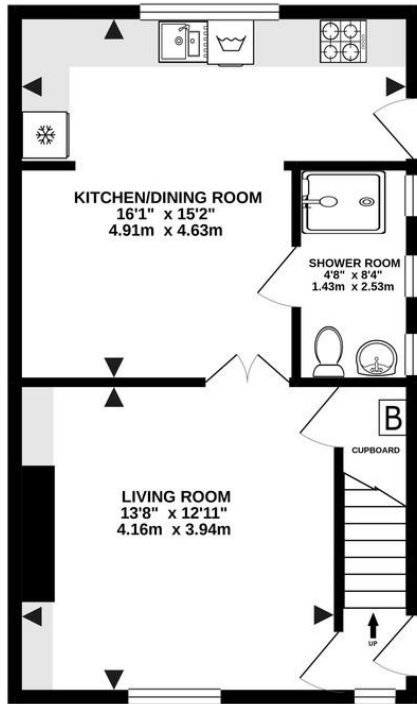 KITCHEN/DINING ROOM
16'1" x 15'2"
4.91m x 4.63m
SHOWER ROOM
4'8" x 8'4"
1.43m x 2.53m
B
CUPBOARD
LIVING ROOM
13'8" x 12'11"
4.16m x 3.94m
UP